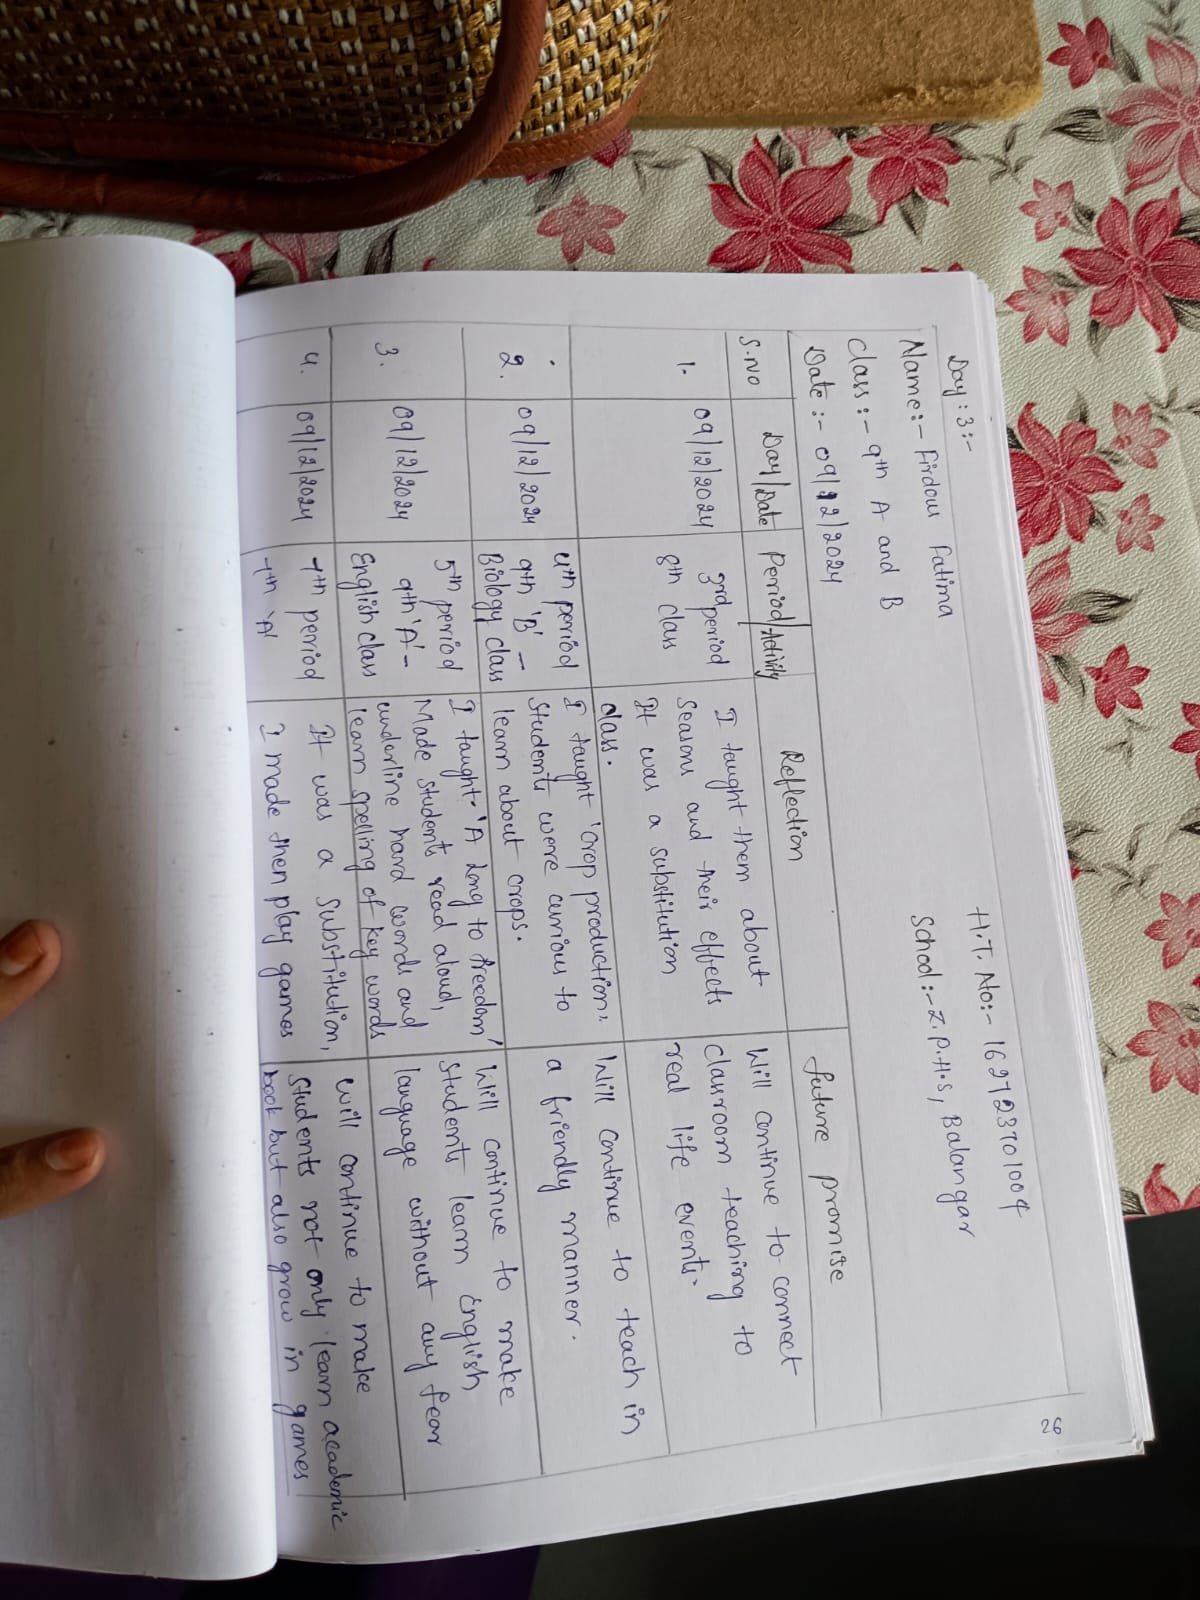 26
Day:3:-
H.T. No:- 162723701004
Name:- Firdous Fatima
School:- Z.P.H.S, Balangar
Class:- 9th A and B
Date:- 09/12/2024
S.No
Day/Date
Period/Activity
Reflection
future promise
1.
09/12/2024
3rd period
8th class
I taught them about
seasons and their effects
It was a substitution
class.
Will continue to connect
classroom teaching to
real life events.
2.
09/12/2024
4th period
9th 'B' -
Biology class
I taught 'Crop production".
Students were curious to
learn about crops.
Will continue to teach in
a friendly manner.
3.
09/12/2024
5th period
9th 'A' -
English class
I taught 'A Long to freedom'
Made students read aloud,
underline hard words and
learn spelling of key words
Will continue to make
students learn English
language without any fear
4.
09/12/2024
7th period
7th 'A'
It was a substitution,
I made then play games
will continue to make
students not only learn academic
book but also grow in games